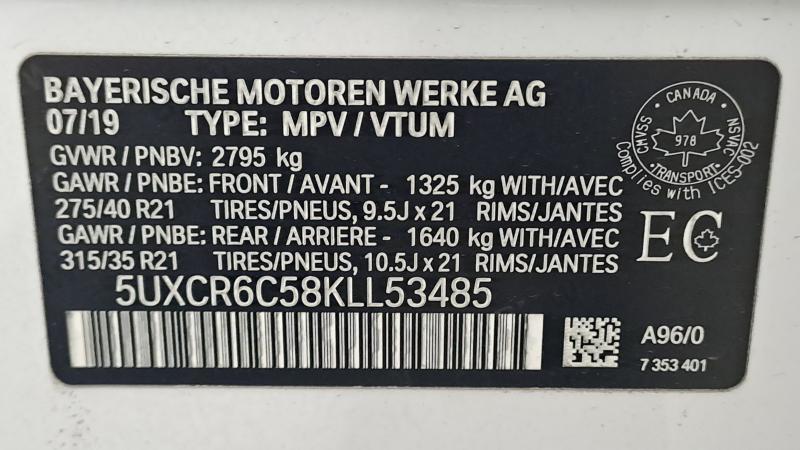 BAYERISCHE MOTOREN WERKE AG
07/19 TYPE: MPV / VTUM
GVWR / PNBV: 2795 kg
GAWR / PNBE: FRONT / AVANT - 1325 kg WITH/AVEC
275/40 R21 TIRES/PNEUS, 9.5J x 21 RIMS/JANTES
GAWR / PNBE: REAR / ARRIERE - 1640 kg WITH/AVEC
315/35 R21 TIRES/PNEUS, 10.5J x 21 RIMS/JANTES
5UXCR6C58KLL53485
CANADA
CMVSS NSVAC
978
TRANSPORT
Complies with ICES-002
EC
A96/0
7 353 401